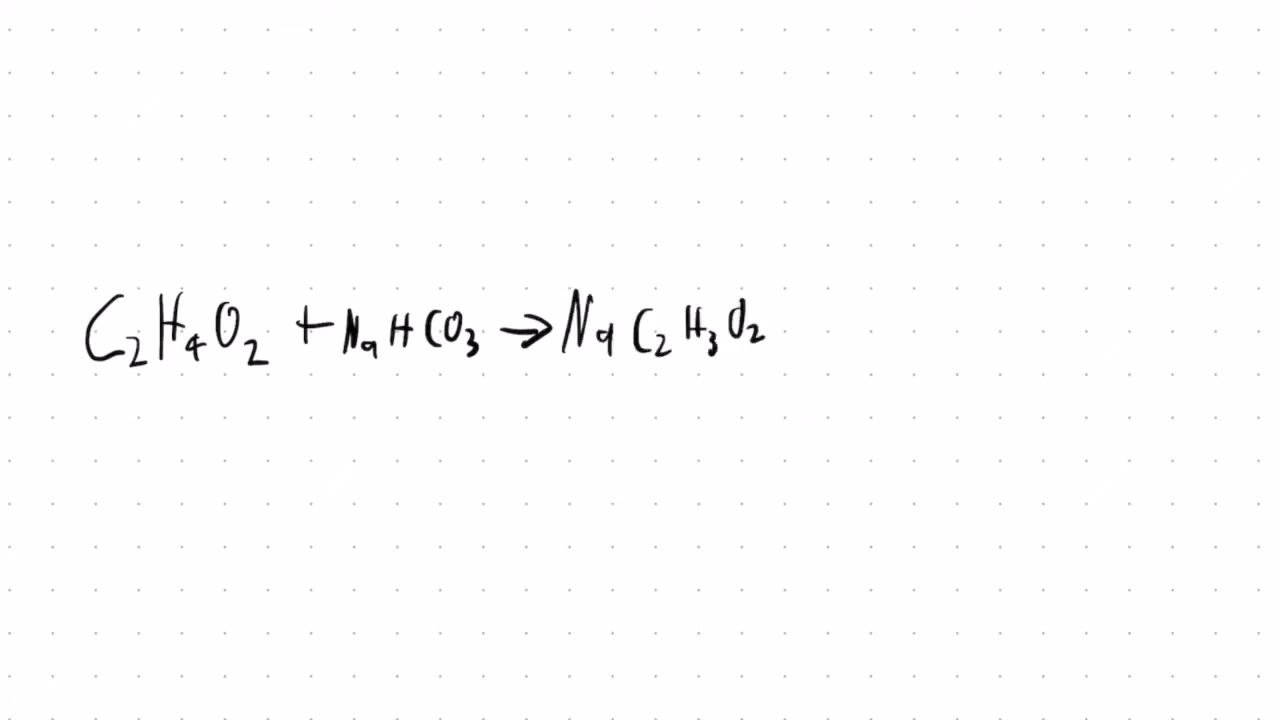 C₂H₄O₂ + NaHCO₃ → NaC₂H₃O₂